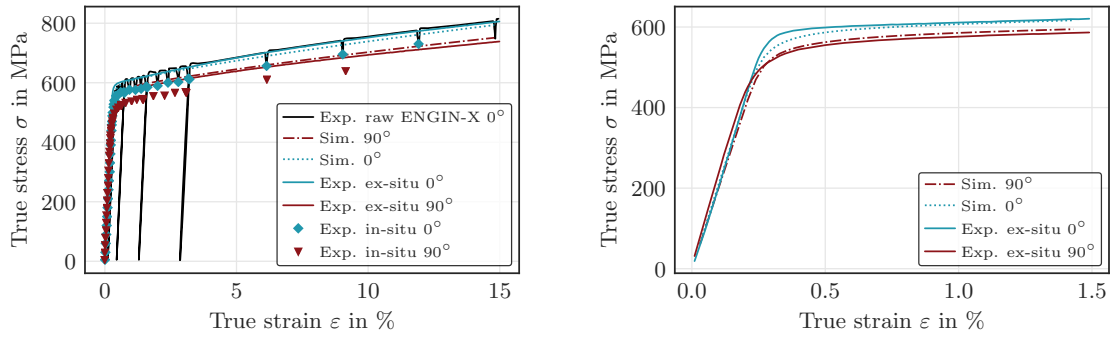 True stress σ in MPa
800
600
400
200
0
0
5
10
15
True strain ε in %
Exp. raw ENGIN-X 0°
Sim. 90°
Sim. 0°
Exp. ex-situ 0°
Exp. ex-situ 90°
Exp. in-situ 0°
Exp. in-situ 90°
True stress σ in MPa
600
400
200
0
0.0
0.5
1.0
1.5
True strain ε in %
Sim. 90°
Sim. 0°
Exp. ex-situ 0°
Exp. ex-situ 90°